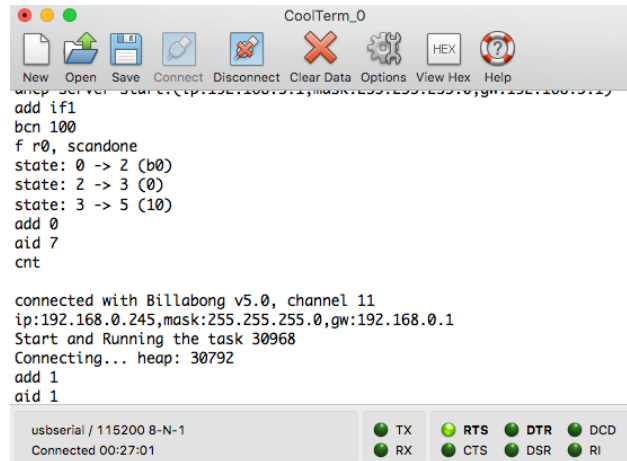 CoolTerm_0
New Open Save Connect Disconnect Clear Data Options View Hex Help
HEX
add if1
bcn 100
f r0, scandone
state: 0 -> 2 (b0)
state: 2 -> 3 (0)
state: 3 -> 5 (10)
add 0
aid 7
cnt
connected with Billabong v5.0, channel 11
ip:192.168.0.245,mask:255.255.255.0,gw:192.168.0.1
Start and Running the task 30968
Connecting... heap: 30792
add 1
aid 1
usbserial / 115200 8-N-1
Connected 00:27:01
TX RTS DTR DCD
RX CTS DSR RI